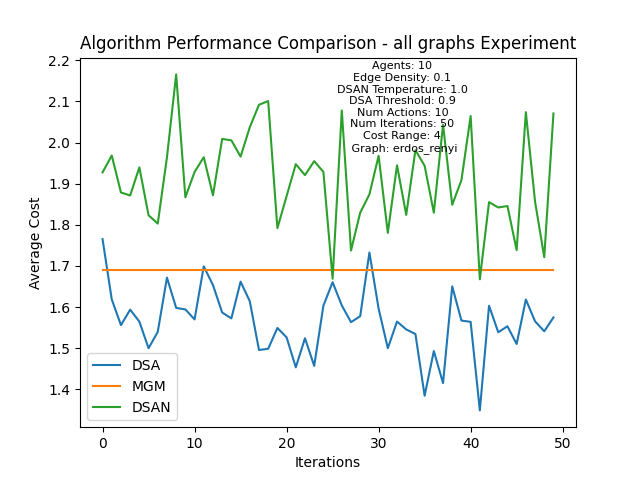 Algorithm Performance Comparison - all graphs Experiment
2.2
2.1
2.0
1.9
1.8
1.7
1.6
1.5
1.4
Average Cost
Agents: 10
Edge Density: 0.1
DSAN Temperature: 1.0
DSA Threshold: 0.9
Num Actions: 10
Num Iterations: 50
Cost Range: 4
Graph: erdos_renyi
DSA
MGM
DSAN
0 10 20 30 40 50
Iterations